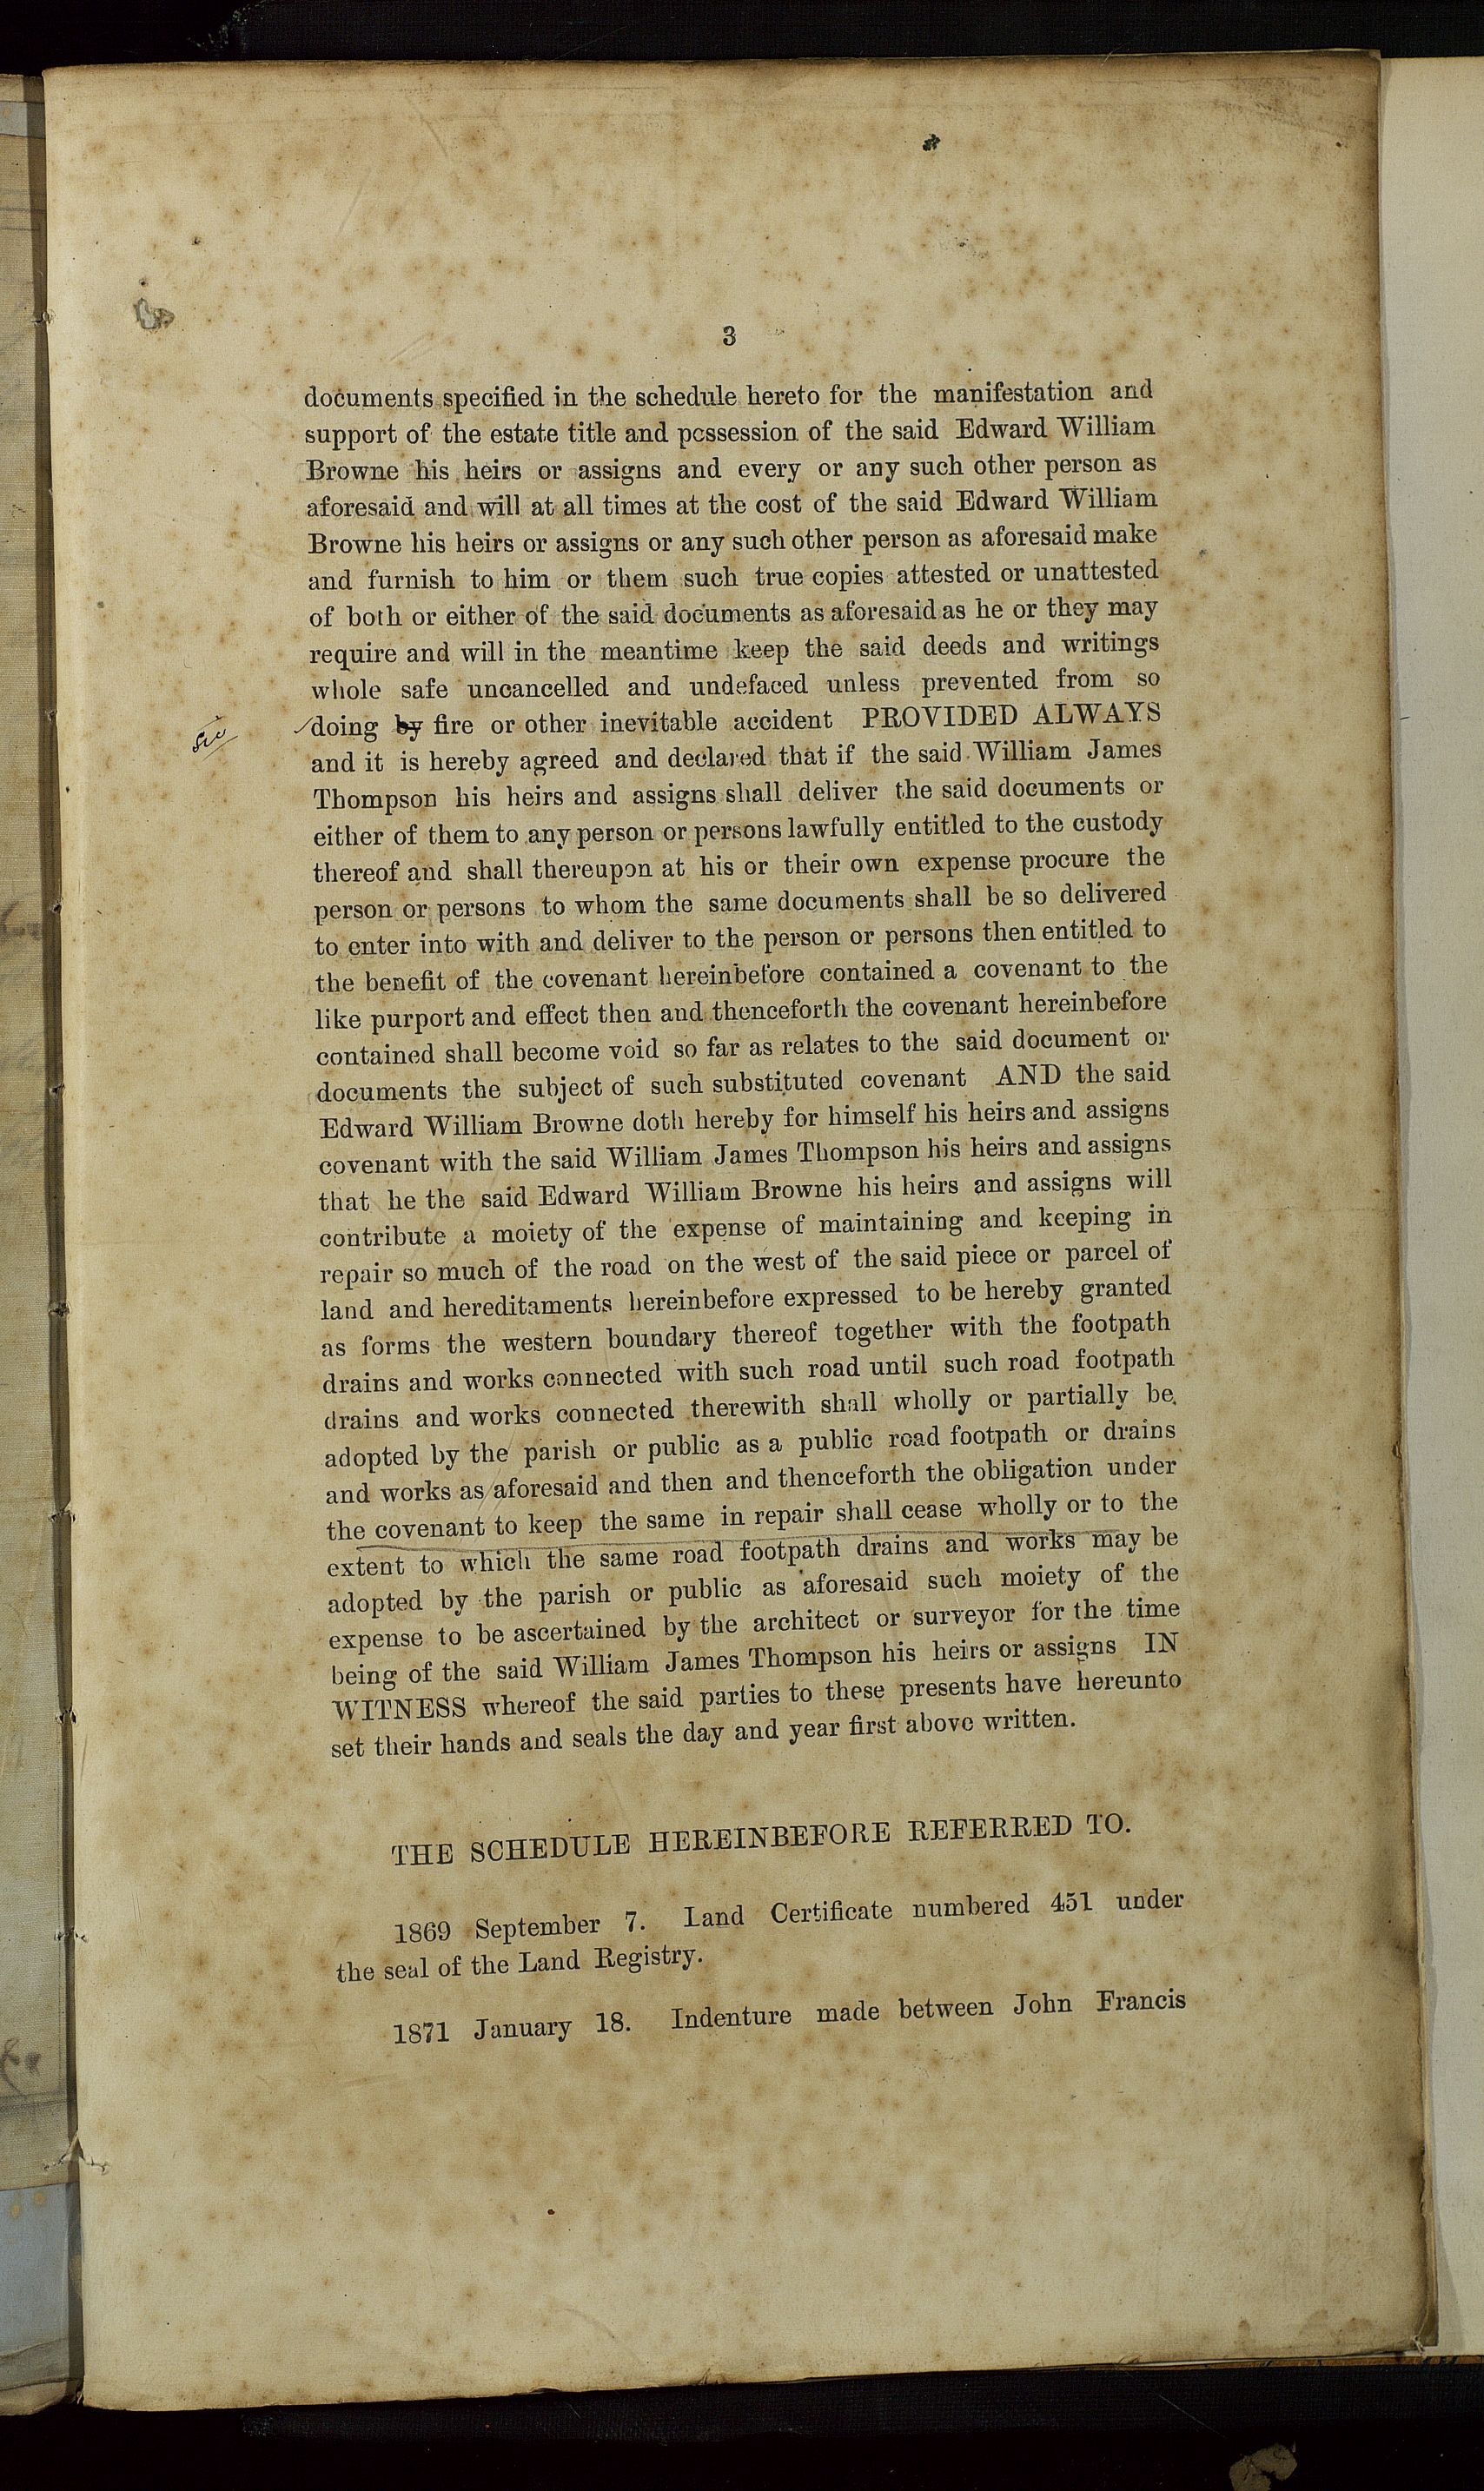 3
documents specified in the schedule hereto for the manifestation and
support of the estate title and possession of the said Edward William
Browne his heirs or assigns and every or any such other person as
aforesaid and will at all times at the cost of the said Edward William
Browne his heirs or assigns or any such other person as aforesaid make
and furnish to him or them such true copies attested or unattested
of both or either of the said documents as aforesaid as he or they may
require and will in the meantime keep the said deeds and writings
whole safe uncancelled and undefaced unless prevented from so
sic
doing by fire or other inevitable accident PROVIDED ALWAYS
and it is hereby agreed and declared that if the said William James
Thompson his heirs and assigns shall deliver the said documents or
either of them to any person or persons lawfully entitled to the custody
thereof and shall thereupon at his or their own expense procure the
person or persons to whom the same documents shall be so delivered
to enter into with and deliver to the person or persons then entitled to
the benefit of the covenant hereinbefore contained a covenant to the
like purport and effect then and thenceforth the covenant hereinbefore
contained shall become void so far as relates to the said document or
documents the subject of such substituted covenant AND the said
Edward William Browne doth hereby for himself his heirs and assigns
covenant with the said William James Thompson his heirs and assigns
that he the said Edward William Browne his heirs and assigns will
contribute a moiety of the expense of maintaining and keeping in
repair so much of the road on the west of the said piece or parcel of
land and hereditaments hereinbefore expressed to be hereby granted
as forms the western boundary thereof together with the footpath
drains and works connected with such road until such road footpath
drains and works connected therewith shall wholly or partially be
adopted by the parish or public as a public road footpath or drains
and works as aforesaid and then and thenceforth the obligation under
the covenant to keep the same in repair shall cease wholly or to the
extent to which the same road footpath drains and works may be
adopted by the parish or public as aforesaid such moiety of the
expense to be ascertained by the architect or surveyor for the time
being of the said William James Thompson his heirs or assigns IN
WITNESS whereof the said parties to these presents have hereunto
set their hands and seals the day and year first above written.
THE SCHEDULE HEREINBEFORE REFERRED TO.
1869 September 7. Land Certificate numbered 451 under
the seal of the Land Registry.
1871 January 18. Indenture made between John Francis